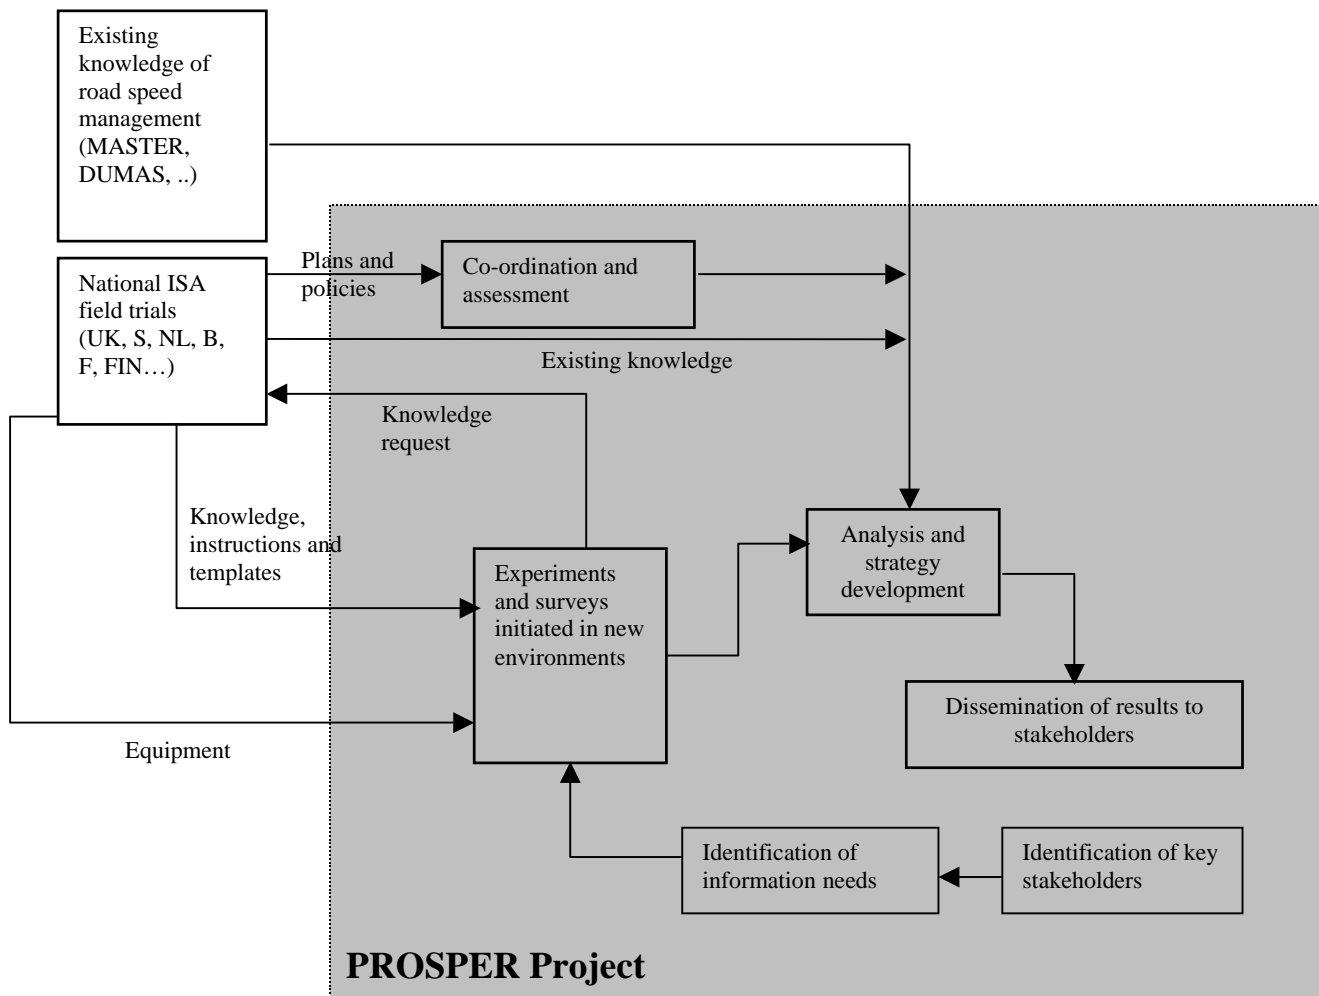 Existing
knowledge of
road speed
management
(MASTER,
DUMAS, ..)
National ISA
field trials
(UK, S, NL, B,
F, FIN…)
Plans and
policies
Co-ordination and
assessment
Existing knowledge
Knowledge
request
Knowledge,
instructions and
templates
Experiments
and surveys
initiated in new
environments
Analysis and
strategy
development
Dissemination of results to
stakeholders
Equipment
Identification of
information needs
Identification of key
stakeholders
PROSPER Project